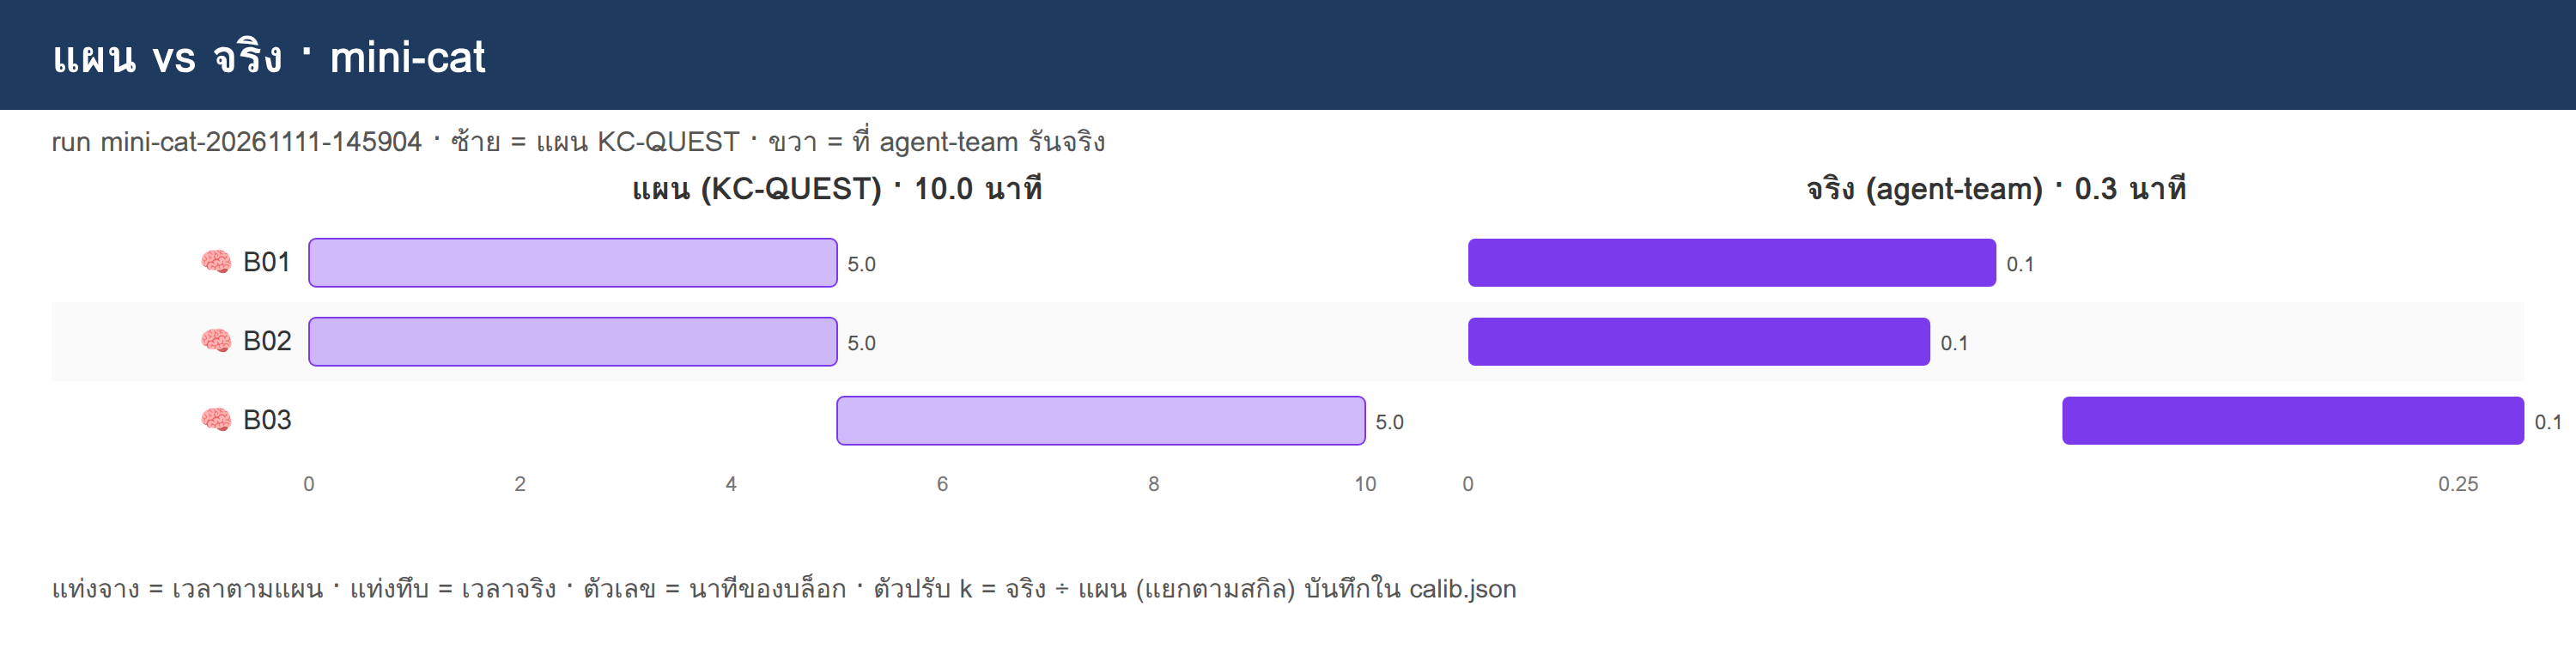 แผน vs จริง · mini-cat
run mini-cat-20261111-145904 · ซ้าย = แผน KC-QUEST · ขวา = ที่ agent-team รันจริง
แผน (KC-QUEST) · 10.0 นาที
จริง (agent-team) · 0.3 นาที
B01 5.0 0.1
B02 5.0 0.1
B03 5.0 0.1
0 2 4 6 8 10 0 0.25
แท่งจาง = เวลาตามแผน · แท่งทึบ = เวลาจริง · ตัวเลข = นาทีของบล็อก · ตัวปรับ k = จริง ÷ แผน (แยกตามสกิล) บันทึกใน calib.json